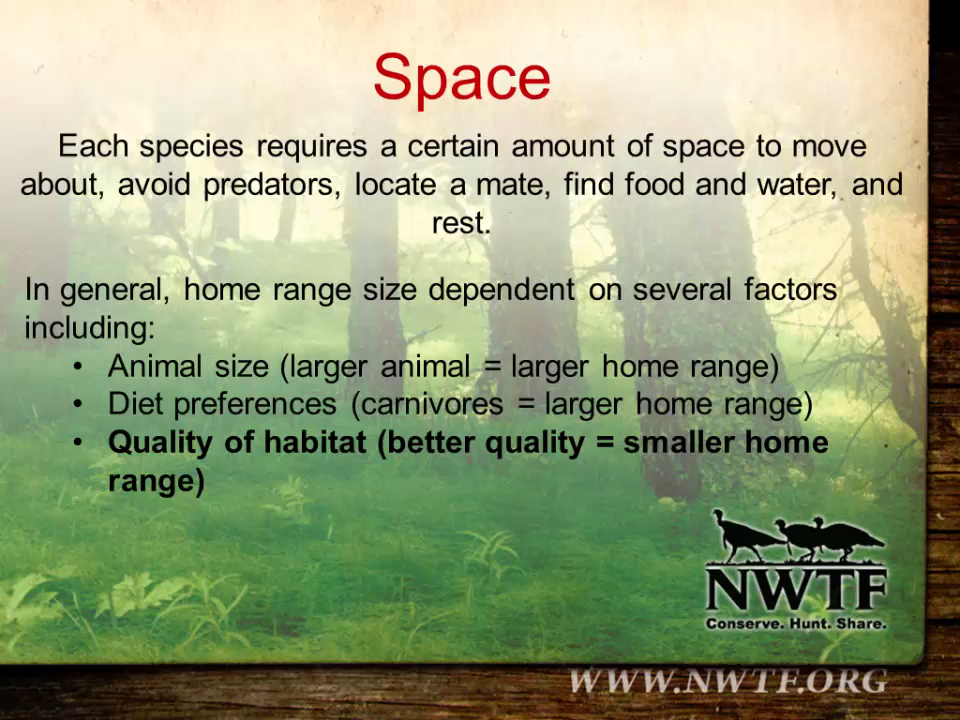 Space
Each species requires a certain amount of space to move
about, avoid predators, locate a mate, find food and water, and
rest.
In general, home range size dependent on several factors
including:
• Animal size (larger animal = larger home range)
• Diet preferences (carnivores = larger home range)
• Quality of habitat (better quality = smaller home
range)
NWTF
Conserve. Hunt. Share.
WWW.NWTF.ORG